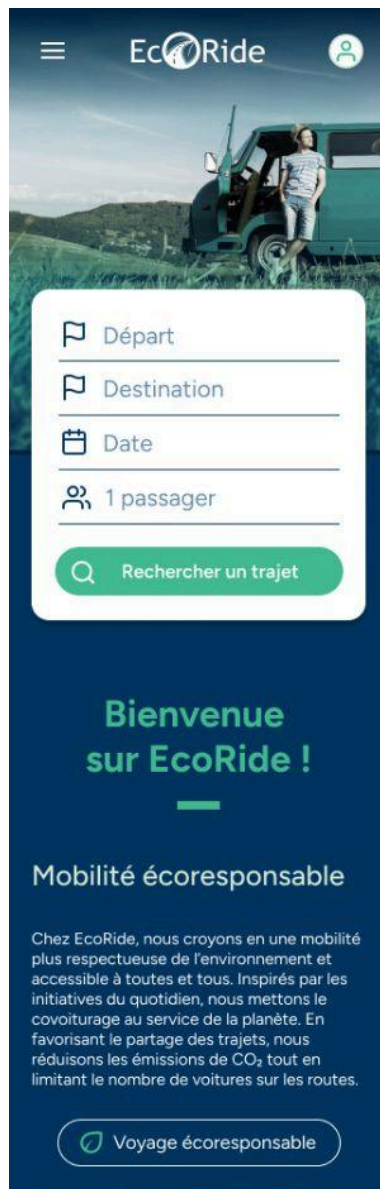 EcoRide
Départ
Destination
Date
1 passager
Rechercher un trajet
Bienvenue
sur EcoRide !
Mobilité écoresponsable
Chez EcoRide, nous croyons en une mobilité
plus respectueuse de l'environnement et
accessible à toutes et tous. Inspirés par les
initiatives du quotidien, nous mettons le
covoiturage au service de la planète. En
favorisant le partage des trajets, nous
réduisons les émissions de CO₂ tout en
limitant le nombre de voitures sur les routes.
Voyage écoresponsable